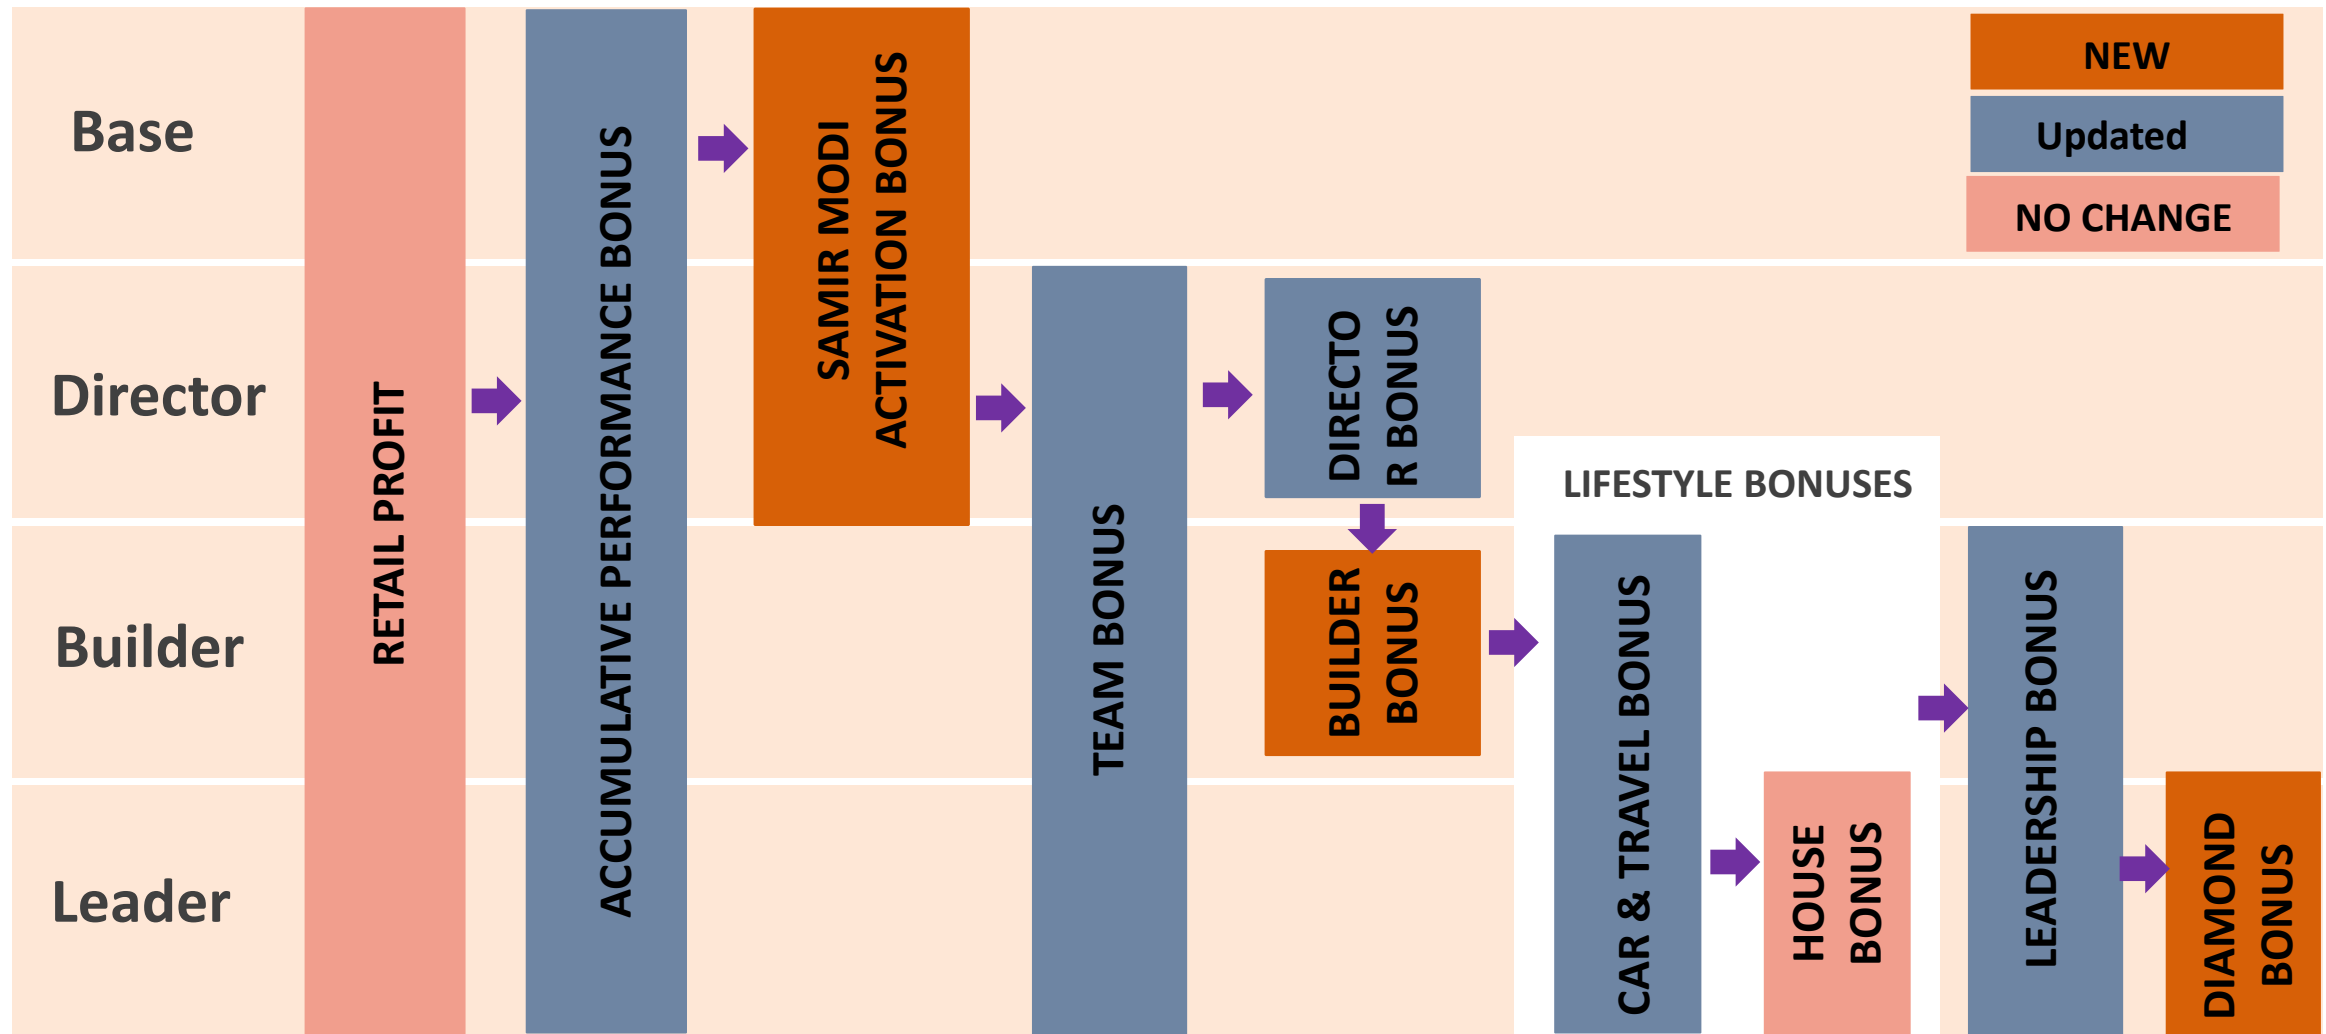 Base
Director
Builder
Leader
RETAIL PROFIT
ACCUMULATIVE PERFORMANCE BONUS
SAMIR MODI
ACTIVATION BONUS
TEAM BONUS
DIRECTO
R BONUS
BUILDER
BONUS
LIFESTYLE BONUSES
CAR & TRAVEL BONUS
HOUSE
BONUS
LEADERSHIP BONUS
DIAMOND
BONUS
NEW
Updated
NO CHANGE